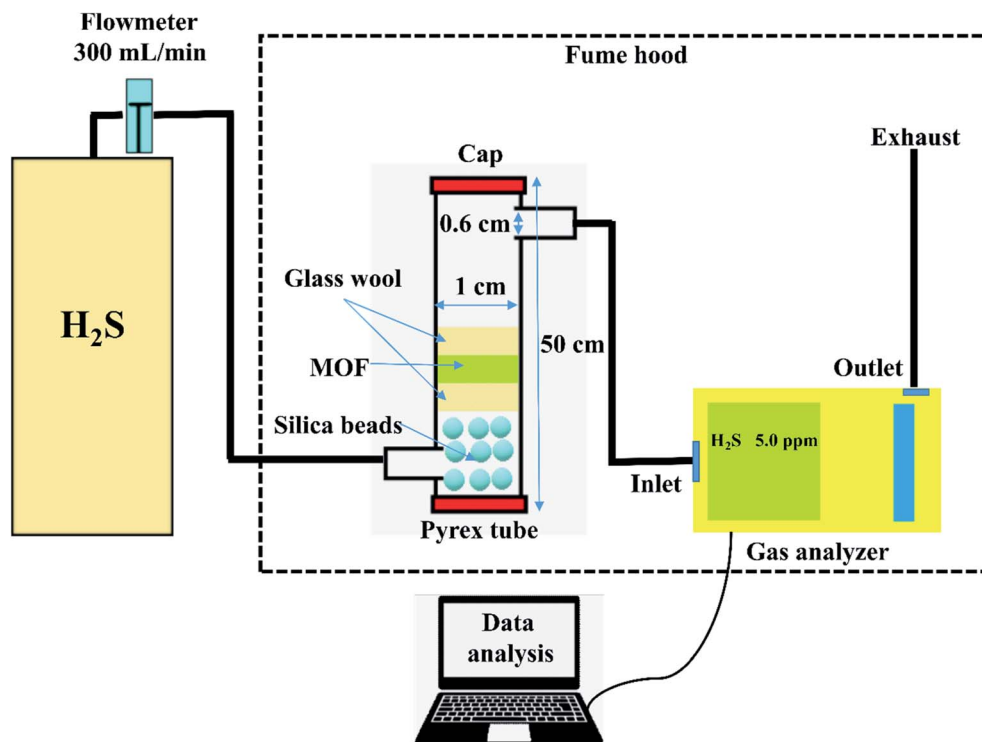 Flowmeter
300 mL/min
Fume hood
Exhaust
Cap
0.6 cm
Glass wool
1 cm
H₂S
MOF
50 cm
Outlet
Silica beads
H₂S 5.0 ppm
Inlet
Pyrex tube
Gas analyzer
Data
analysis